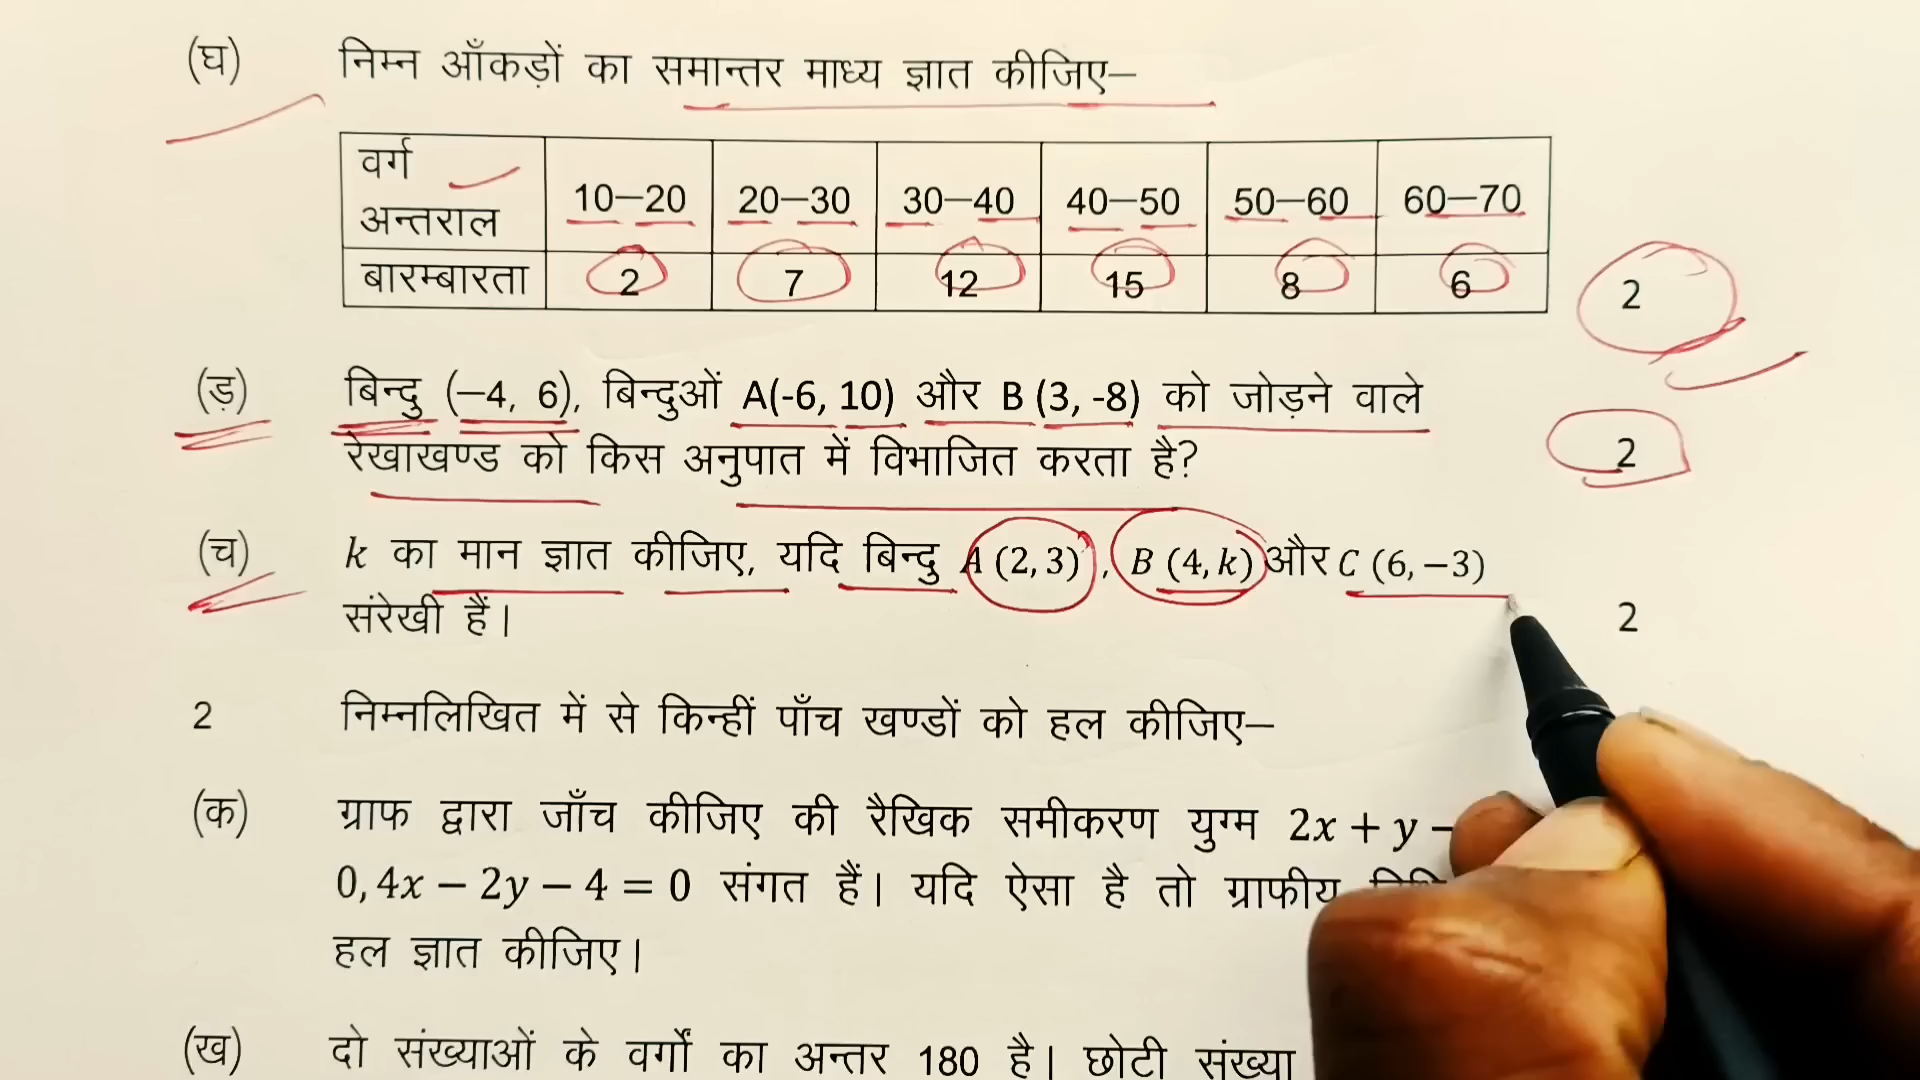 (घ) निम्न आँकड़ों का समान्तर माध्य ज्ञात कीजिए–
वर्ग अन्तराल 10–20 20–30 30–40 40–50 50–60 60–70
बारम्बारता 2 7 12 15 8 6 2
(ड़) बिन्दु (–4, 6), बिन्दुओं A(-6, 10) और B (3, -8) को जोड़ने वाले
रेखाखण्ड को किस अनुपात में विभाजित करता है? 2
(च) k का मान ज्ञात कीजिए, यदि बिन्दु A (2, 3), B (4, k) और C (6, −3)
संरेखी हैं। 2
2 निम्नलिखित में से किन्हीं पाँच खण्डों को हल कीजिए–
(क) ग्राफ द्वारा जाँच कीजिए की रैखिक समीकरण युग्म 2x + y −
0, 4x − 2y − 4 = 0 संगत हैं। यदि ऐसा है तो ग्राफीय
हल ज्ञात कीजिए।
(ख) दो संख्याओं के वर्गों का अन्तर 180 है। छोटी संख्या